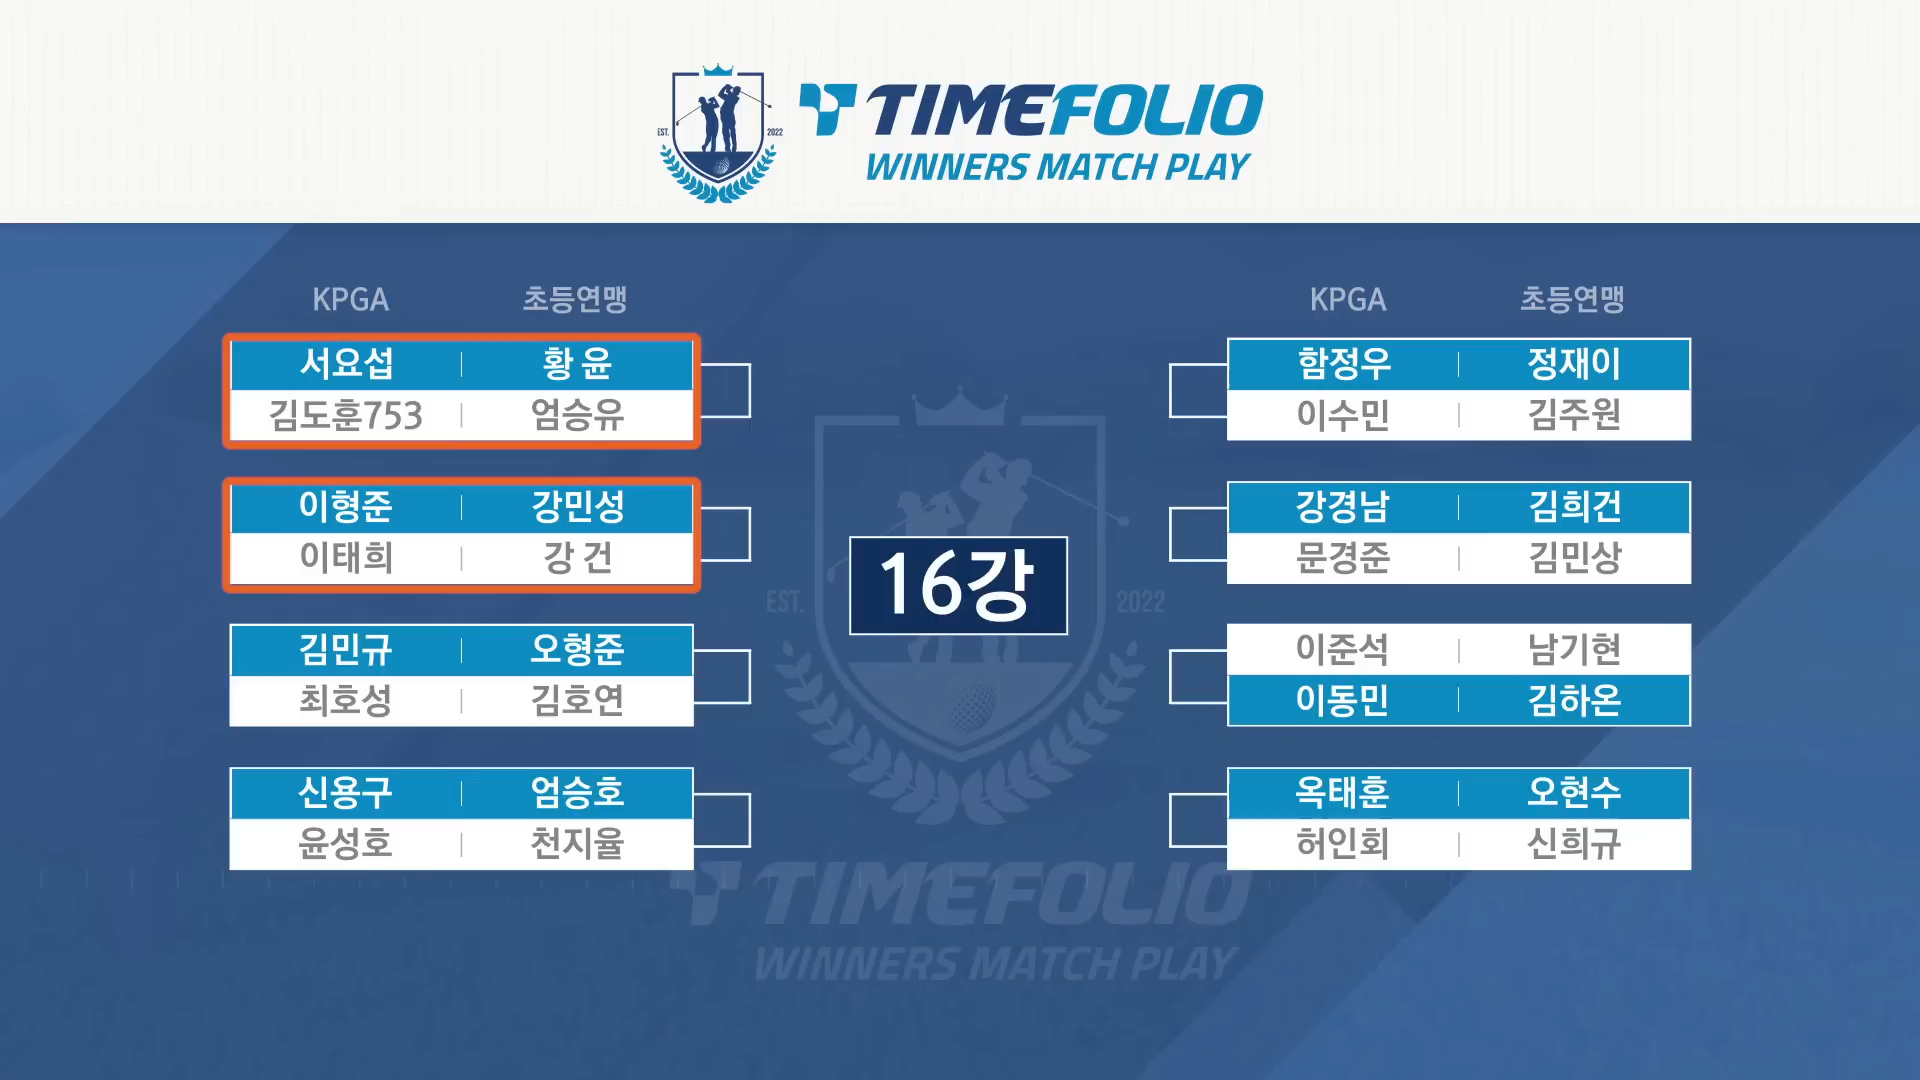 EST. 2022
TIMEFOLIO
WINNERS MATCH PLAY
KPGA 초등연맹
서요섭 황 윤
김도훈753 엄승유
이형준 강민성
이태희 강 건
김민규 오형준
최호성 김호연
신용구 엄승호
윤성호 천지율
16강
EST. 2022
KPGA 초등연맹
함정우 정재이
이수민 김주원
강경남 김희건
문경준 김민상
이준석 남기현
이동민 김하온
옥태훈 오현수
허인회 신희규
TIMEFOLIO
WINNERS MATCH PLAY